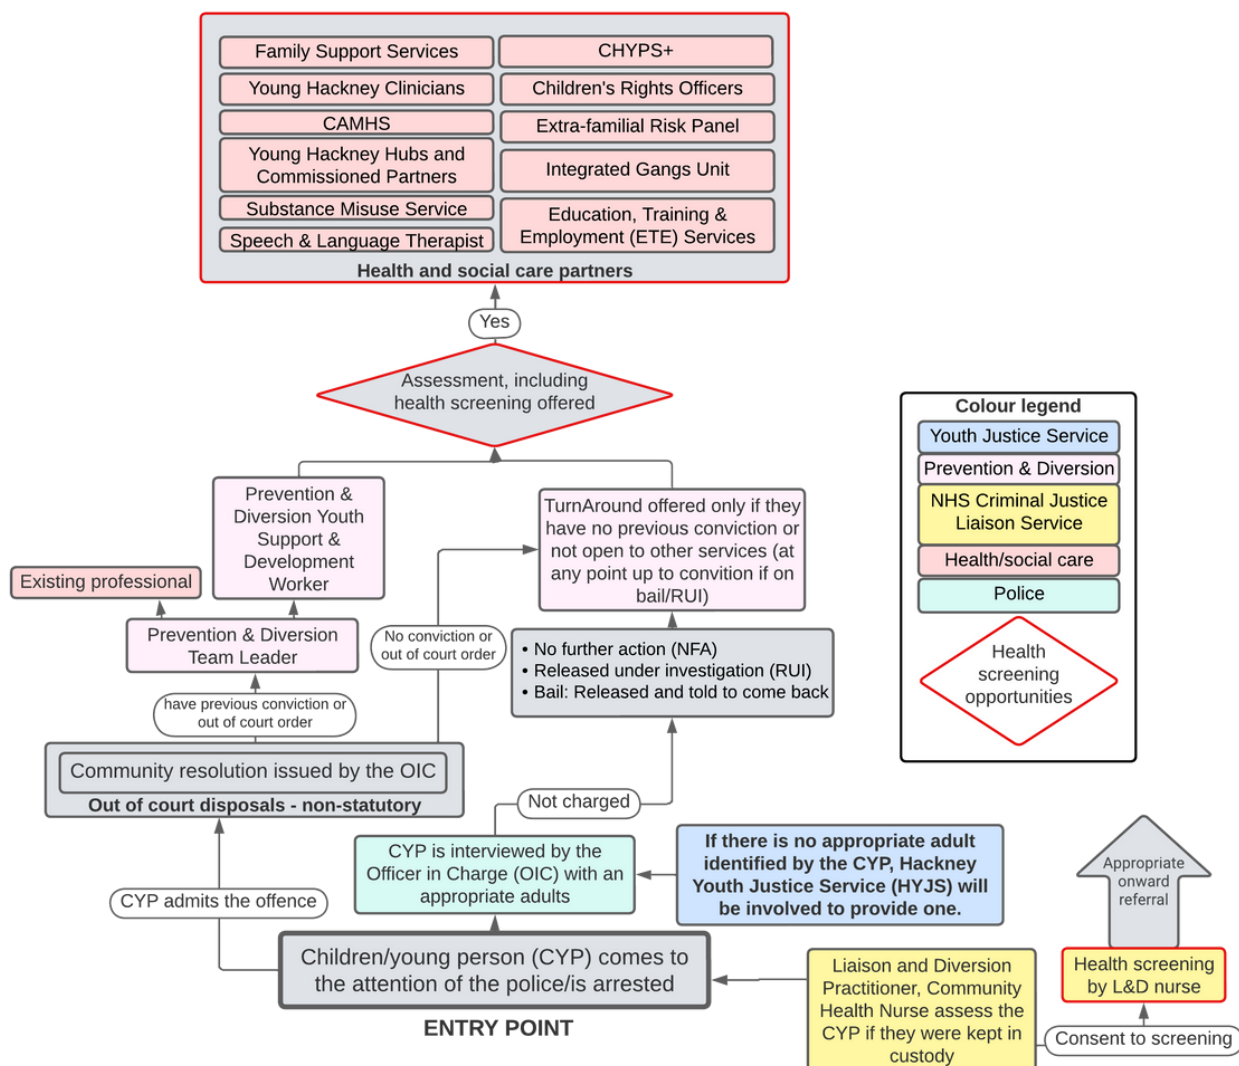 Family Support Services
CHYPS+
Young Hackney Clinicians
Children's Rights Officers
CAMHS
Extra-familial Risk Panel
Young Hackney Hubs and
Commissioned Partners
Integrated Gangs Unit
Substance Misuse Service
Education, Training &
Employment (ETE) Services
Speech & Language Therapist
Health and social care partners
Yes
Assessment, including
health screening offered
Colour legend
Youth Justice Service
Prevention & Diversion
NHS Criminal Justice
Liaison Service
Health/social care
Police
Health
screening
opportunities
Prevention &
Diversion Youth
Support &
Development
Worker
TurnAround offered only if they
have no previous conviction or
not open to other services (at
any point up to convition if on
bail/RUI)
Existing professional
Prevention & Diversion
Team Leader
No conviction or
out of court order
• No further action (NFA)
• Released under investigation (RUI)
• Bail: Released and told to come back
have previous conviction or
out of court order
Community resolution issued by the OIC
Out of court disposals - non-statutory
Not charged
CYP is interviewed by the
Officer in Charge (OIC) with an
appropriate adults
If there is no appropriate adult
identified by the CYP, Hackney
Youth Justice Service (HYJS) will
be involved to provide one.
Appropriate
onward
referral
CYP admits the offence
Children/young person (CYP) comes to
the attention of the police/is arrested
ENTRY POINT
Liaison and Diversion
Practitioner, Community
Health Nurse assess the
CYP if they were kept in
custody
Health screening
by L&D nurse
Consent to screening